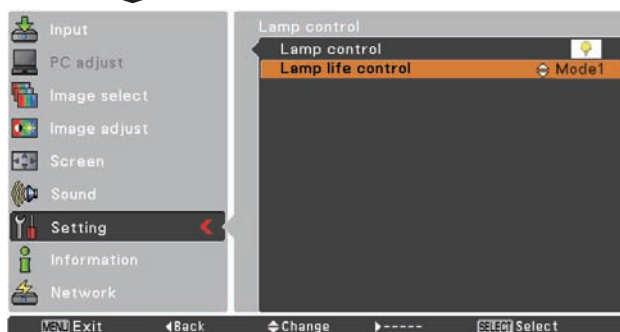 Input
PC adjust
Image select
Image adjust
Screen
Sound
Setting
Information
Network
Lamp control
Lamp control
Lamp life control Mode1
MENU Exit ◀Back Change ▶----- SELECT Select